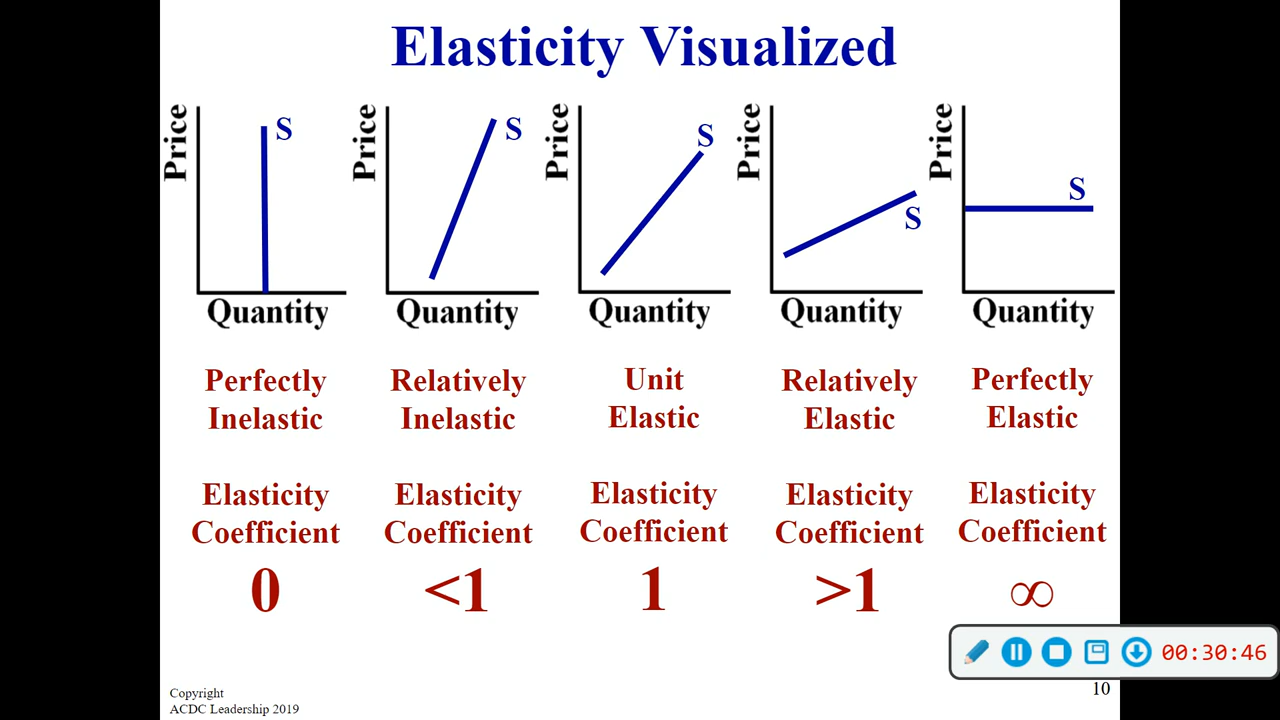 Elasticity Visualized
Price
S
Quantity
Price
S
Quantity
Price
S
Quantity
Price
S
Quantity
Price
S
Quantity
Perfectly
Inelastic
Relatively
Inelastic
Unit
Elastic
Relatively
Elastic
Perfectly
Elastic
Elasticity
Coefficient
0
Elasticity
Coefficient
<1
Elasticity
Coefficient
1
Elasticity
Coefficient
>1
Elasticity
Coefficient
∞
00:30:46
10
Copyright
ACDC Leadership 2019